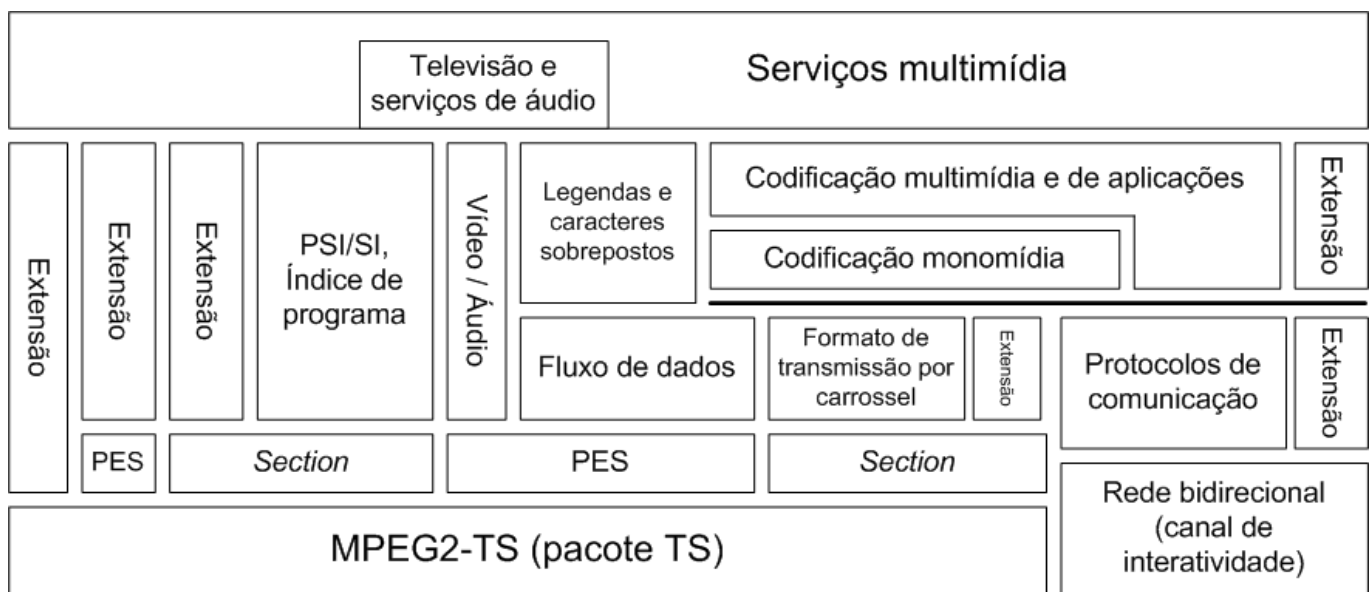 Televisão e
serviços de áudio
Serviços multimídia
Extensão
Extensão
Extensão
PSI/SI,
Índice de
programa
Vídeo / Áudio
Legendas e
caracteres
sobrepostos
Codificação multimídia e de aplicações
Codificação monomídia
Extensão
Fluxo de dados
Formato de
transmissão por
carrossel
Extensão
Protocolos de
comunicação
Extensão
PES
Section
PES
Section
MPEG2-TS (pacote TS)
Rede bidirecional
(canal de
interatividade)